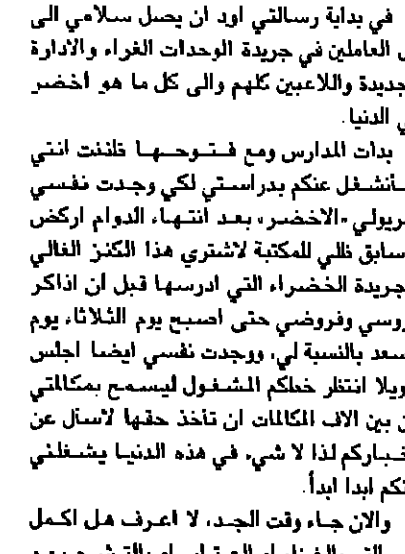 في بداية رسالتي اود ان يصل سلامي الى
ل العاملين في جريدة الوحدات الغراء والادارة
جديدة واللاعبين كلهم والى كل ما هو اخضر
ي الدنيا.
بدات المدارس ومع فتوحها ظننت انني
ـأنشغل عنكم بدراستي لكي وجدت نفسي
مريولي «الاخضر» بعد انتهاء الدوام اركض
سابق ظلي للمكتبة لاشتري هذا الكنز الغالي
جريدة الخضراء التي ادرسها قبل ان اذاكر
روسي وفروضي حتى اصبح يوم الثلاثاء يوم
سعد بالنسبة لي، ووجدت نفسي ايضا اجلس
ويلا انتظر خطكم المشغول ليسمح بمكالمتي
ن بين الاف المكالمات ان تأخذ حقها لاسأل عن
خباركم لذا لا شيء في هذه الدنيا يشغلني
نكم ابدا ابدأ.
والان جاء وقت الجد، لا اعرف هل اكمل